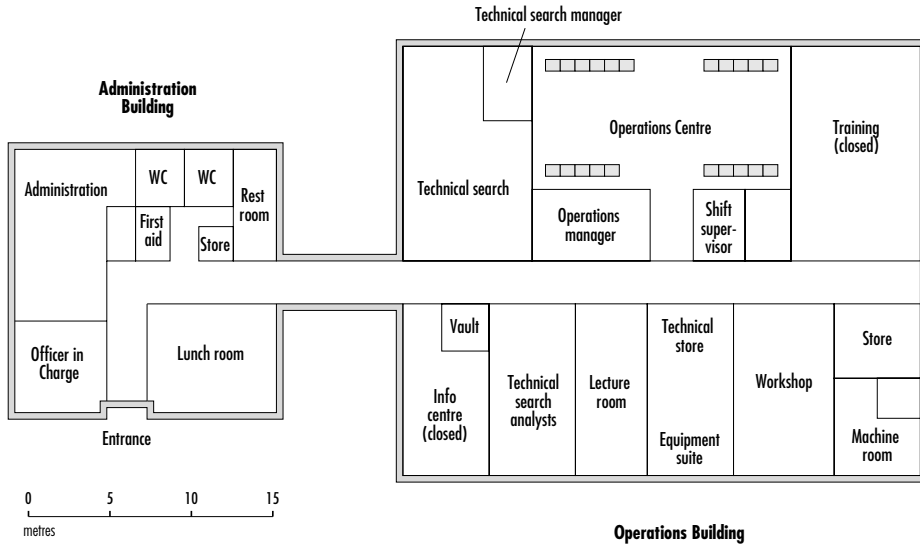 Technical search manager
Administration
Building
Administration
WC
WC
Rest
room
First
aid
Store
Officer in
Charge
Lunch room
Entrance
0 5 10 15
metres
Technical search
Operations Centre
Training
(closed)
Operations
manager
Shift
super-
visor
Vault
Info
centre
(closed)
Technical
search
analysts
Lecture
room
Technical
store
Equipment
suite
Workshop
Store
Machine
room
Operations Building